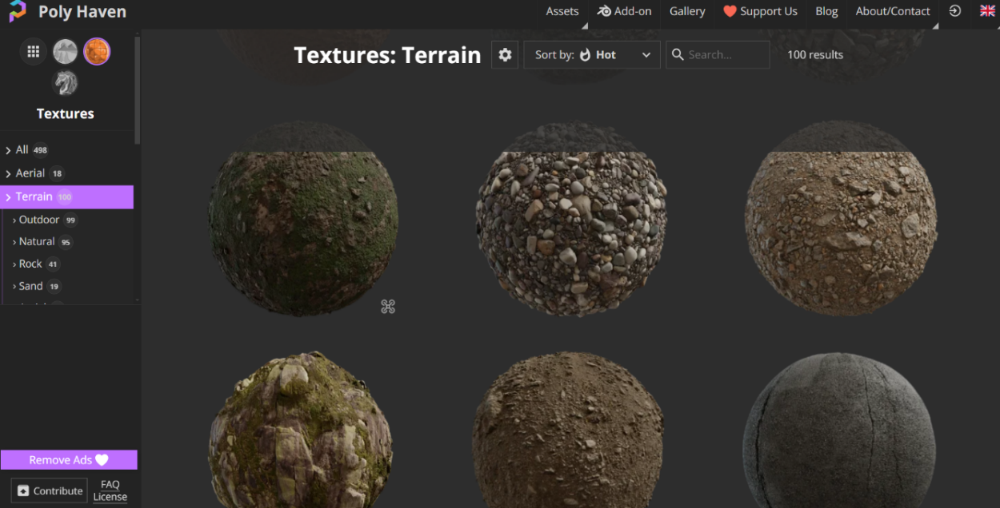 Poly Haven
Assets
Add-on
Gallery
Support Us
Blog
About/Contact
Textures: Terrain
Sort by: Hot
Search...
100 results
Textures
All 498
Aerial 18
Terrain 100
Outdoor 99
Natural 95
Rock 41
Sand 19
Remove Ads
Contribute
FAQ
License